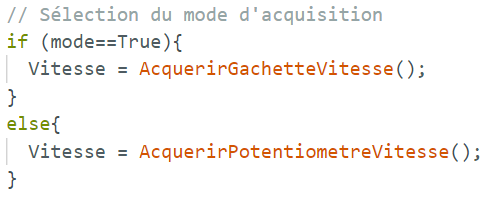 // Sélection du mode d'acquisition
if (mode==True){
Vitesse = AcquerirGachetteVitesse();
}
else{
Vitesse = AcquerirPotentiometreVitesse();
}